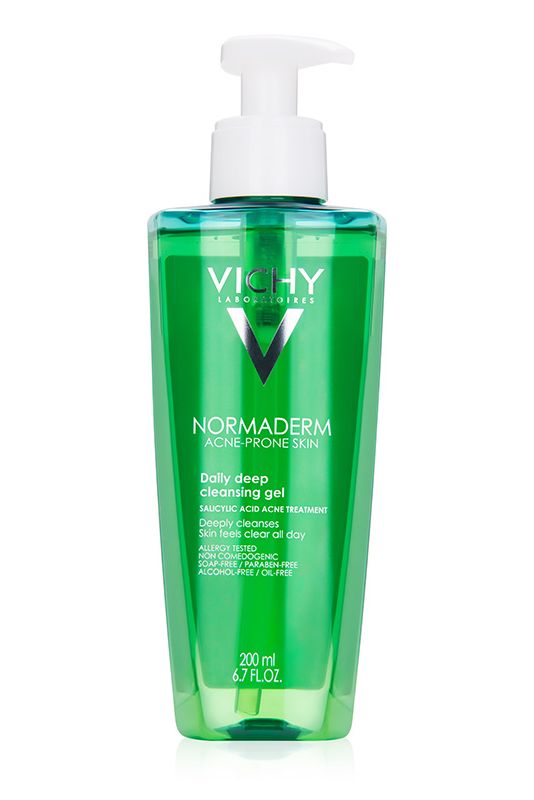 VICHY
LABORATOIRES
NORMADERM
ACNE-PRONE SKIN
Daily deep
cleansing gel
SALICYLIC ACID ACNE TREATMENT
Deeply cleanses
Skin feels clear all day
ALLERGY TESTED
NON COMEDOGENIC
SOAP-FREE / PARABEN-FREE
ALCOHOL-FREE / OIL-FREE
200 ml
6.7 FL.OZ.